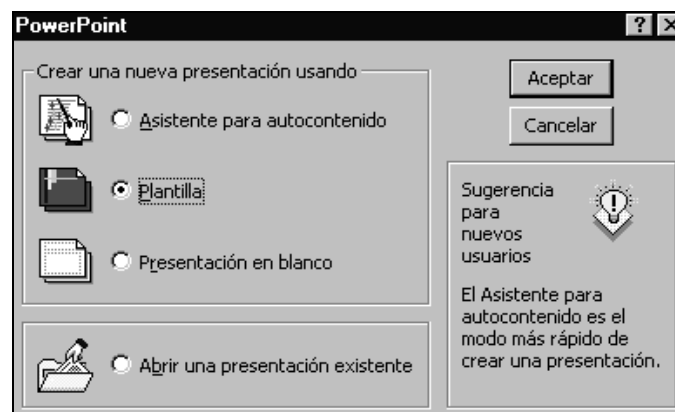 PowerPoint
Crear una nueva presentación usando
Asistente para autocontenido
Plantilla
Presentación en blanco
Abrir una presentación existente
Aceptar
Cancelar
Sugerencia
para
nuevos
usuarios
El Asistente para
autocontenido es el
modo más rápido de
crear una presentación.